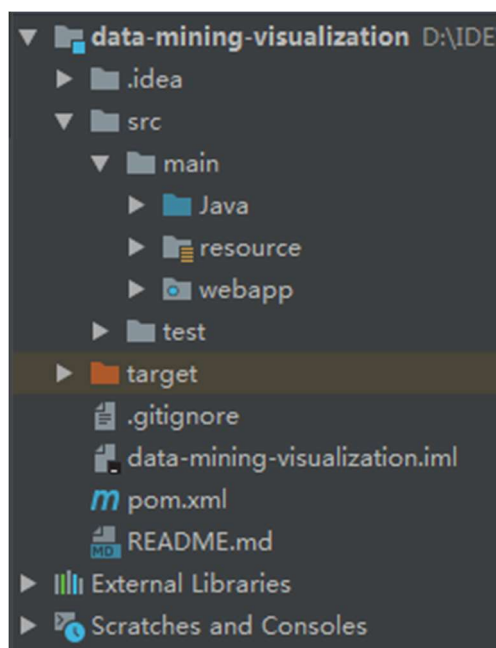 data-mining-visualization D:\IDE
.idea
src
main
Java
resource
webapp
test
target
.gitignore
data-mining-visualization.iml
m pom.xml
MD README.md
External Libraries
Scratches and Consoles